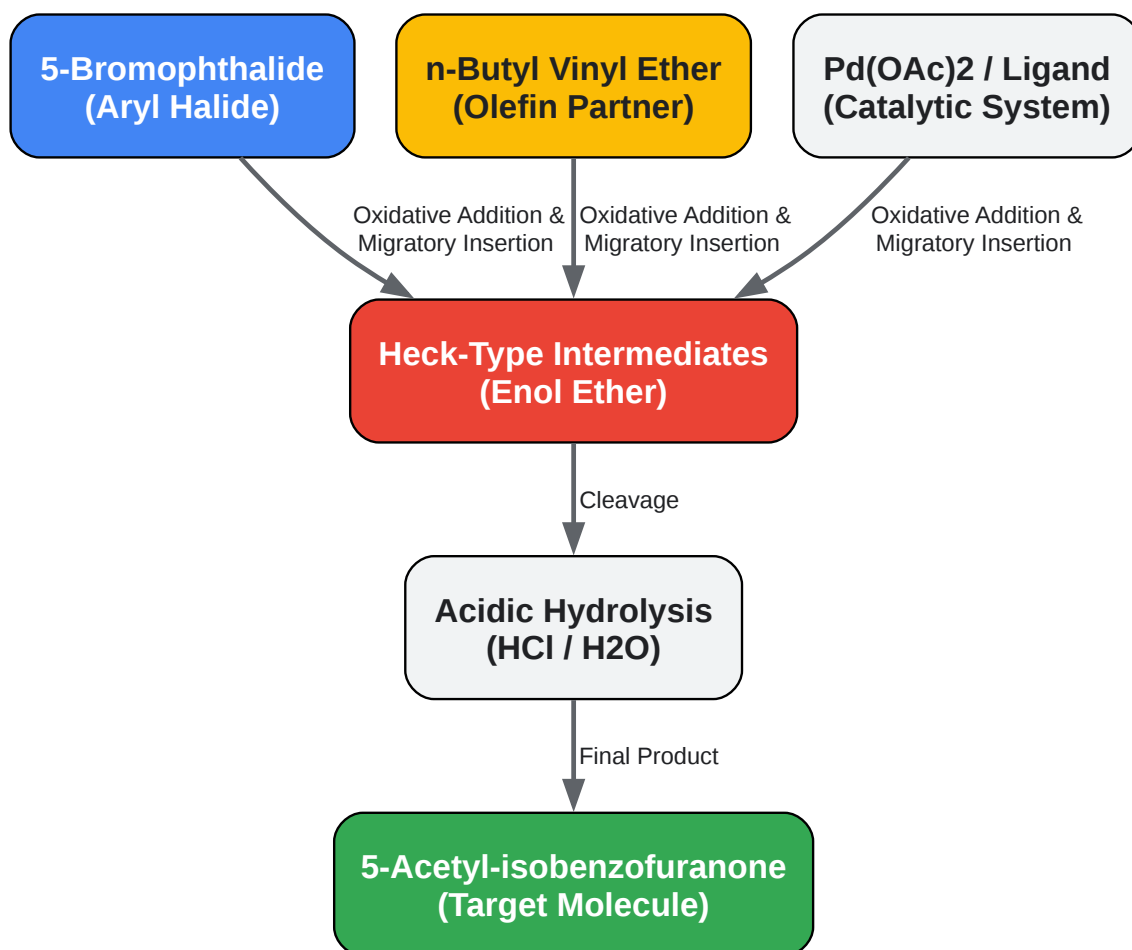 5-Bromophthalide
(Aryl Halide)
n-Butyl Vinyl Ether
(Olefin Partner)
Pd(OAc)2 / Ligand
(Catalytic System)
Oxidative Addition &
Migratory Insertion
Oxidative Addition &
Migratory Insertion
Oxidative Addition &
Migratory Insertion
Heck-Type Intermediates
(Enol Ether)
Cleavage
Acidic Hydrolysis
(HCl / H2O)
Final Product
5-Acetyl-isobenzofuranone
(Target Molecule)